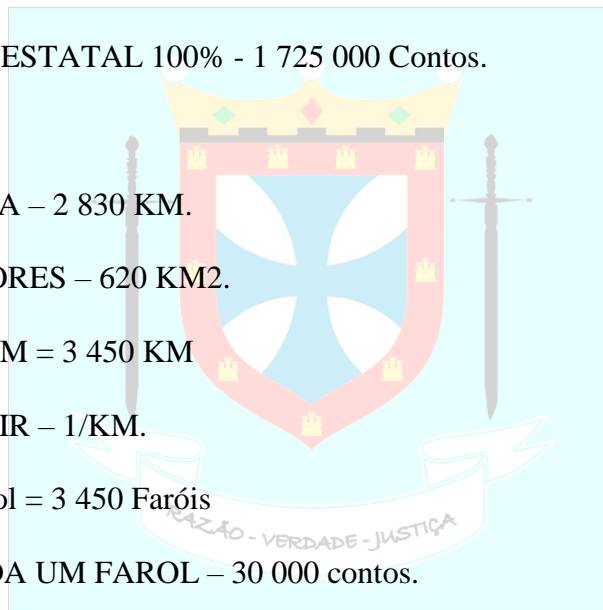 ESTATAL 100% - 1 725 000 Contos.
A – 2 830 KM.
ORES – 620 KM2.
M = 3 450 KM
IR – 1/KM.
ol = 3 450 Faróis
RAZÃO - VERDADE - JUSTIÇA
DA UM FAROL – 30 000 contos.